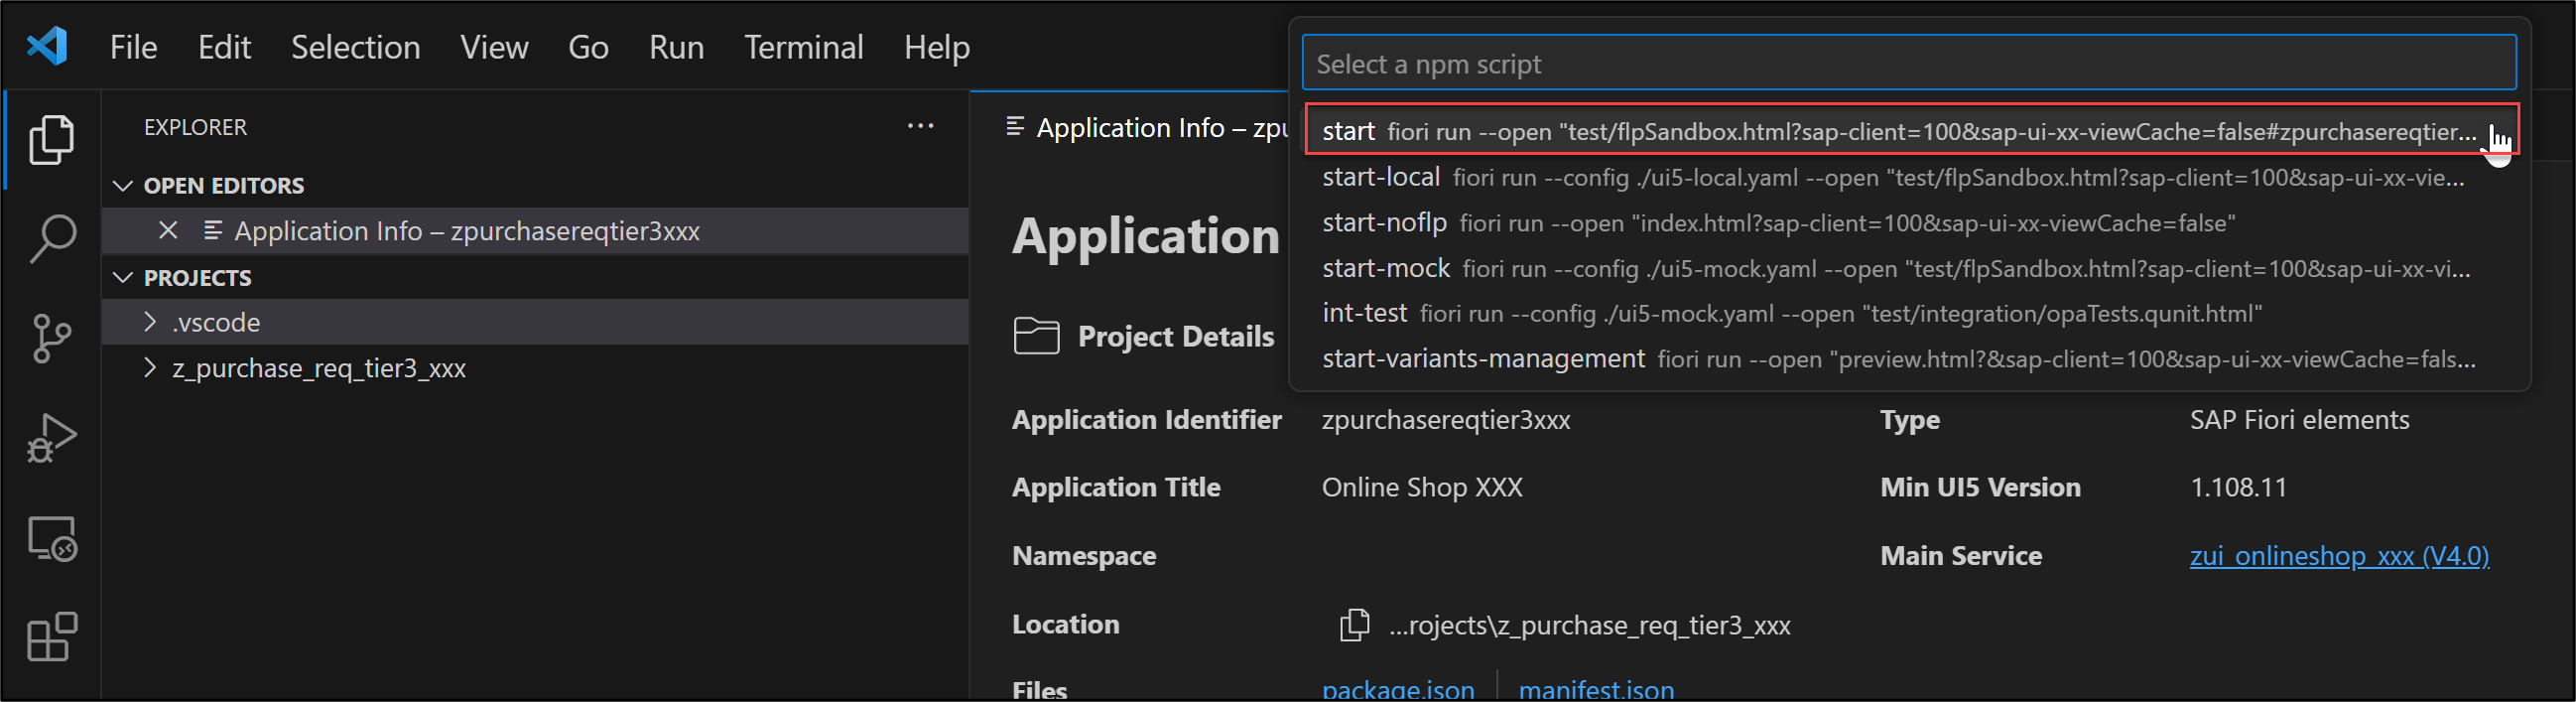 File Edit Selection View Go Run Terminal Help
Select a npm script
start fiori run --open "test/flpSandbox.html?sap-client=100&sap-ui-xx-viewCache=false#zpurchasereqtier...
start-local fiori run --config ./ui5-local.yaml --open "test/flpSandbox.html?sap-client=100&sap-ui-xx-vie...
start-noflp fiori run --open "index.html?sap-client=100&sap-ui-xx-viewCache=false"
start-mock fiori run --config ./ui5-mock.yaml --open "test/flpSandbox.html?sap-client=100&sap-ui-xx-vi...
int-test fiori run --config ./ui5-mock.yaml --open "test/integration/opaTests.qunit.html"
start-variants-management fiori run --open "preview.html?&sap-client=100&sap-ui-xx-viewCache=fals...
EXPLORER ...
OPEN EDITORS
Application Info – zpurchasereqtier3xxx
PROJECTS
.vscode
z_purchase_req_tier3_xxx
Application Info – zpu
Application
Project Details
Application Identifier zpurchasereqtier3xxx Type SAP Fiori elements
Application Title Online Shop XXX Min UI5 Version 1.108.11
Namespace Main Service zui_onlineshop_xxx (V4.0)
Location ...rojects\z_purchase_req_tier3_xxx
Files package.json manifest.json